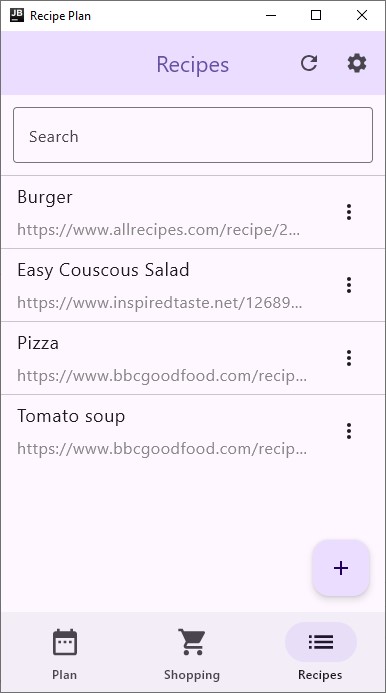 JB
Recipe Plan
Recipes
Search
Burger
https://www.allrecipes.com/recipe/2...
Easy Couscous Salad
https://www.inspiredtaste.net/12689...
Pizza
https://www.bbcgoodfood.com/recip...
Tomato soup
https://www.bbcgoodfood.com/recip...
Plan
Shopping
Recipes